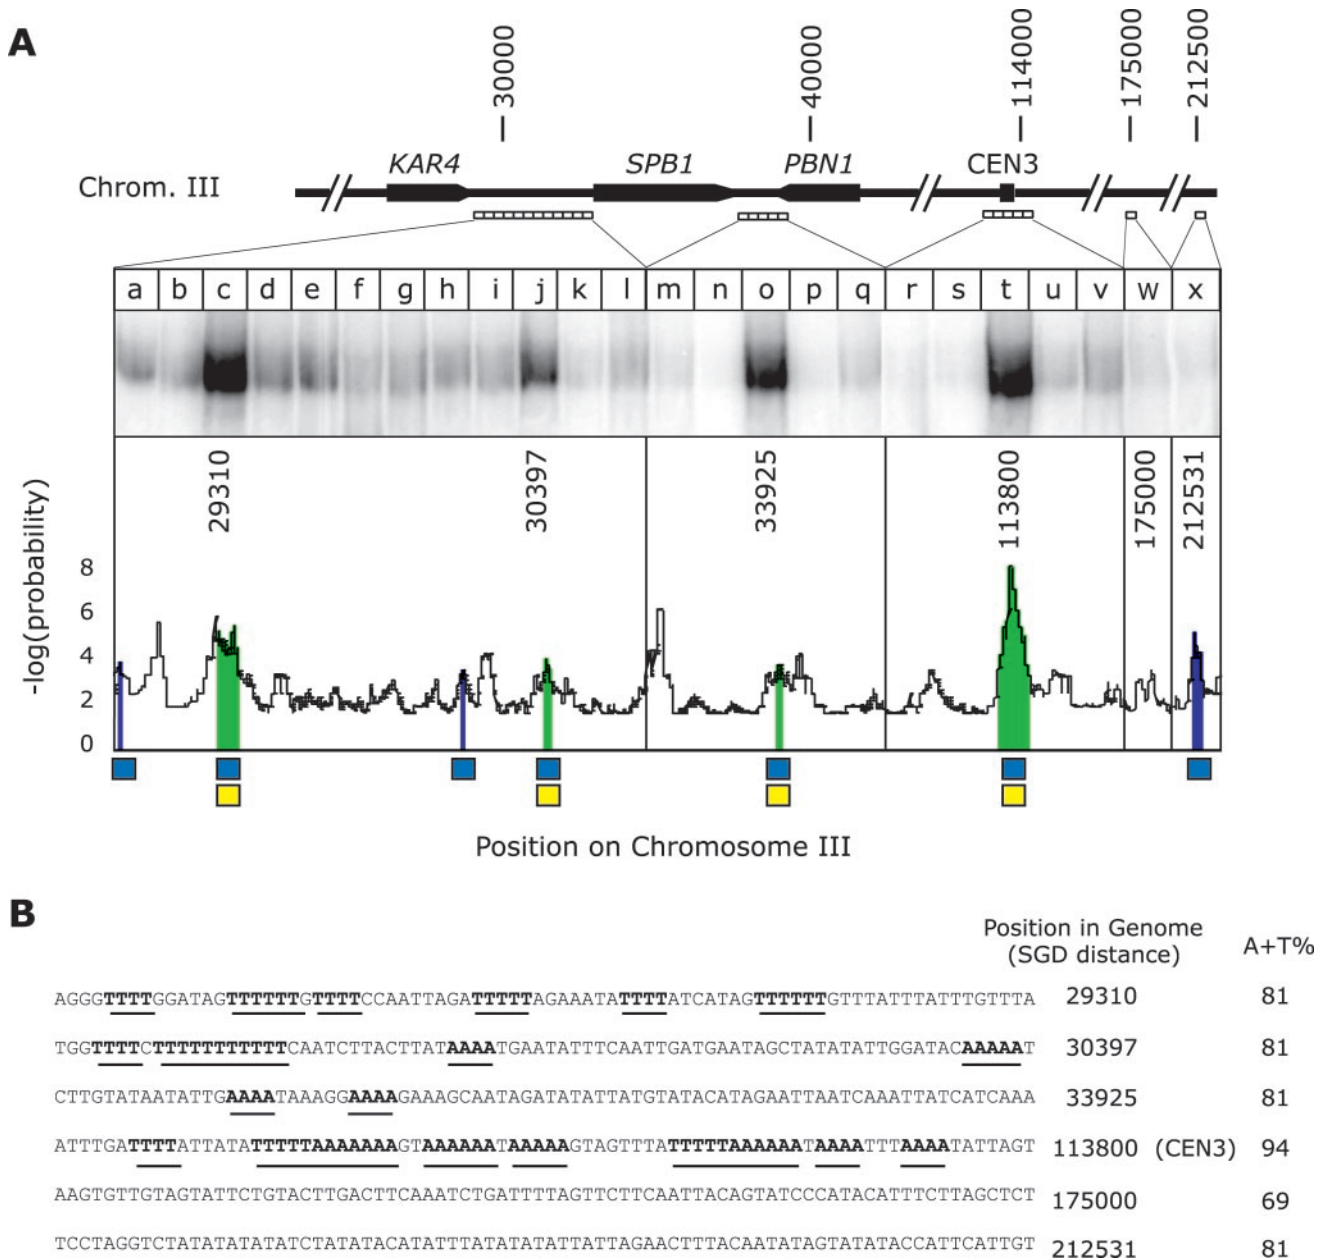 A
30000
40000
114000
175000
212500
KAR4
SPB1
PBN1
CEN3
Chrom. III
a b c d e f g h i j k l m n o p q r s t u v w x
29310
30397
33925
113800
175000
212531
-log(probability)
8
6
4
2
0
Position on Chromosome III
B
Position in Genome
(SGD distance)
A+T%
AGGGTTTTGGATAGTTTTTTGTTTTCCAATTAGATTTTTAGAAATATTTTATCATAGTTTTTTGTTTATTTATTTGTTTA 29310 81
TGGTTTTCTTTTTTTTTTTCAATCTTACTTATAAAATGAATATTTCAATTGATGAATAGCTATATATTGGATACAAAAAT 30397 81
CTTGTATAATATTGAAAATAAAGGAAAAGAAAGCAATAGATATATTATGTATACATAGAATTAATCAAATTATCATCAAA 33925 81
ATTTGATTTTATTATATTTTTAAAAAAAGTAAAAAATAAAAAGTAGTTTATTTTTAAAAAATAAAATTTAAAATATTAGT 113800 (CEN3) 94
AAGTGTTGTAGTATTCTGTACTTGACTTCAAATCTGATTTTAGTTCTTCAATTACAGTATCCCATACATTTCTTAGCTCT 175000 69
TCCTAGGTCTATATATATATCTATATACATATTTATATATATTATTAGAACTTTACAATATAGTATATACCATTCATTGT 212531 81